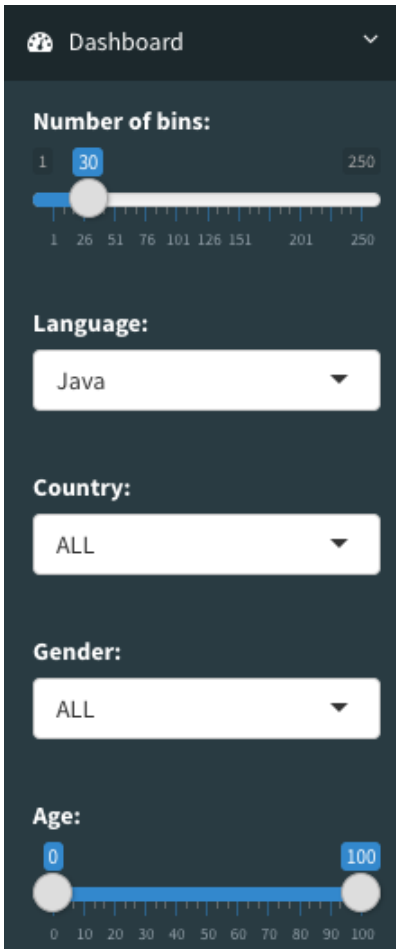 Dashboard
Number of bins:
1 30 250
1 26 51 76 101 126 151 201 250
Language:
Java
Country:
ALL
Gender:
ALL
Age:
0 100
0 10 20 30 40 50 60 70 80 90 100